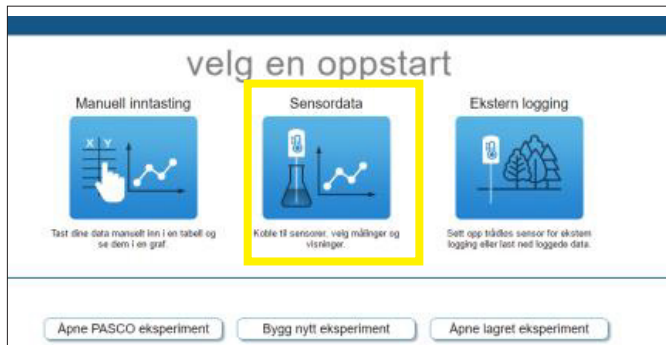 velg en oppstart
Manuell inntasting
Sensordata
Ekstern logging
X Y
Tast dine data manuelt inn i en tabell og
se dem i en graf.
Koble til sensorer, velg målinger og
visninger.
Sett opp trådløs sensor for ekstern
logging eller last ned loggede data.
Åpne PASCO eksperiment
Bygg nytt eksperiment
Åpne lagret eksperiment